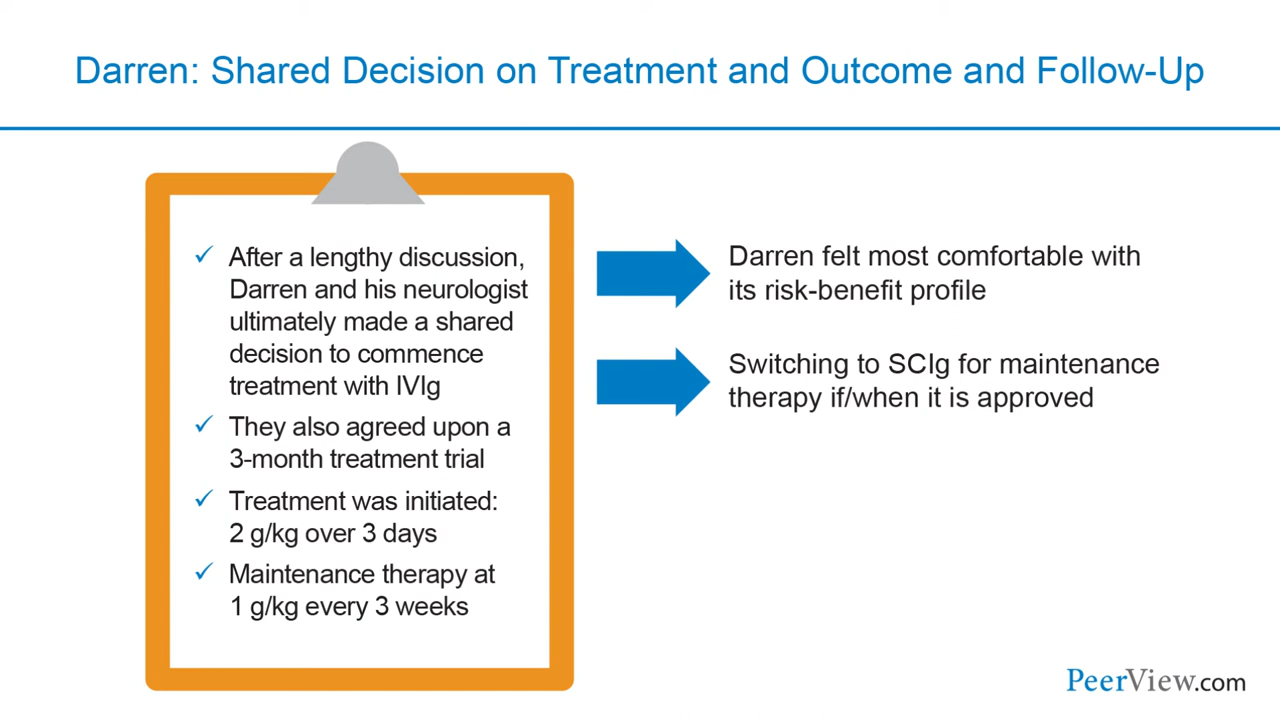 Darren: Shared Decision on Treatment and Outcome and Follow-Up
✓ After a lengthy discussion,
Darren and his neurologist
ultimately made a shared
decision to commence
treatment with IVIg
✓ They also agreed upon a
3-month treatment trial
✓ Treatment was initiated:
2 g/kg over 3 days
✓ Maintenance therapy at
1 g/kg every 3 weeks
Darren felt most comfortable with
its risk-benefit profile
Switching to SCIg for maintenance
therapy if/when it is approved
PeerView.com